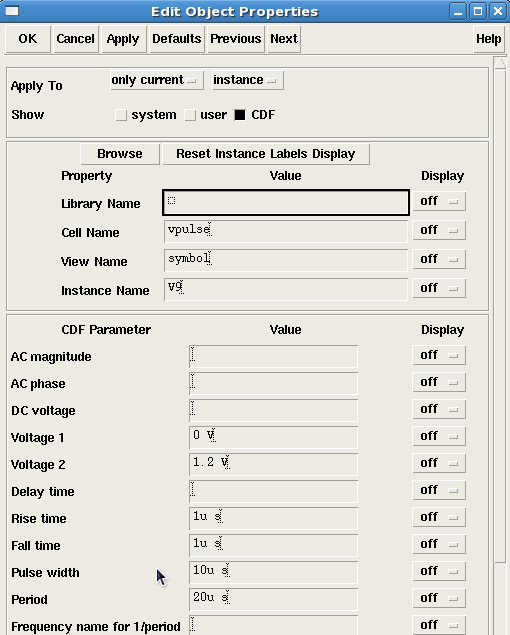 Edit Object Properties
OK Cancel Apply Defaults Previous Next Help
Apply To only current instance
Show system user CDF
Browse Reset Instance Labels Display
Property Value Display
Library Name off
Cell Name vpulse off
View Name symbol off
Instance Name V9 off
CDF Parameter Value Display
AC magnitude off
AC phase off
DC voltage off
Voltage 1 0 V off
Voltage 2 1.2 V off
Delay time off
Rise time 1u s off
Fall time 1u s off
Pulse width 10u s off
Period 20u s off
Frequency name for 1/period off